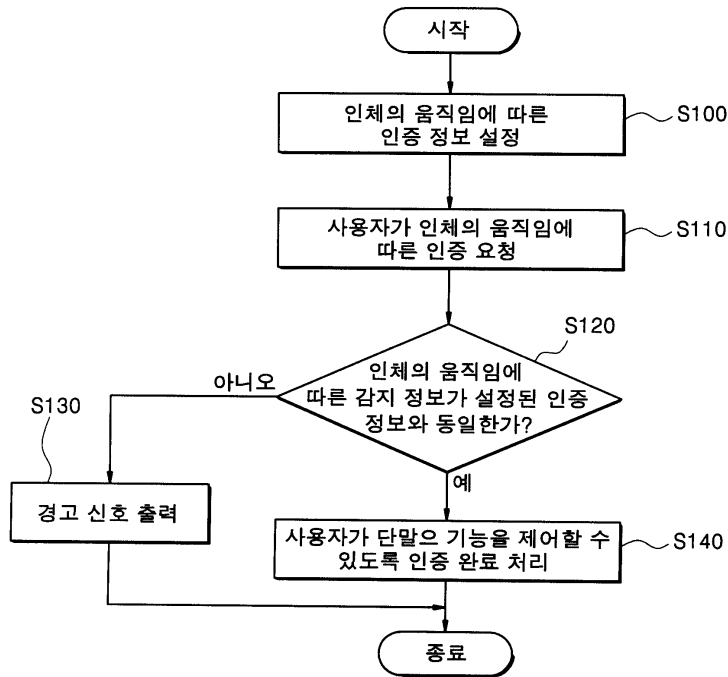 시작
인체의 움직임에 따른
인증 정보 설정
S100
사용자가 인체의 움직임에
따른 인증 요청
S110
S120
인체의 움직임에
따른 감지 정보가 설정된 인증
정보와 동일한가?
아니오
예
S130
경고 신호 출력
사용자가 단말으 기능을 제어할 수
있도록 인증 완료 처리
S140
종료